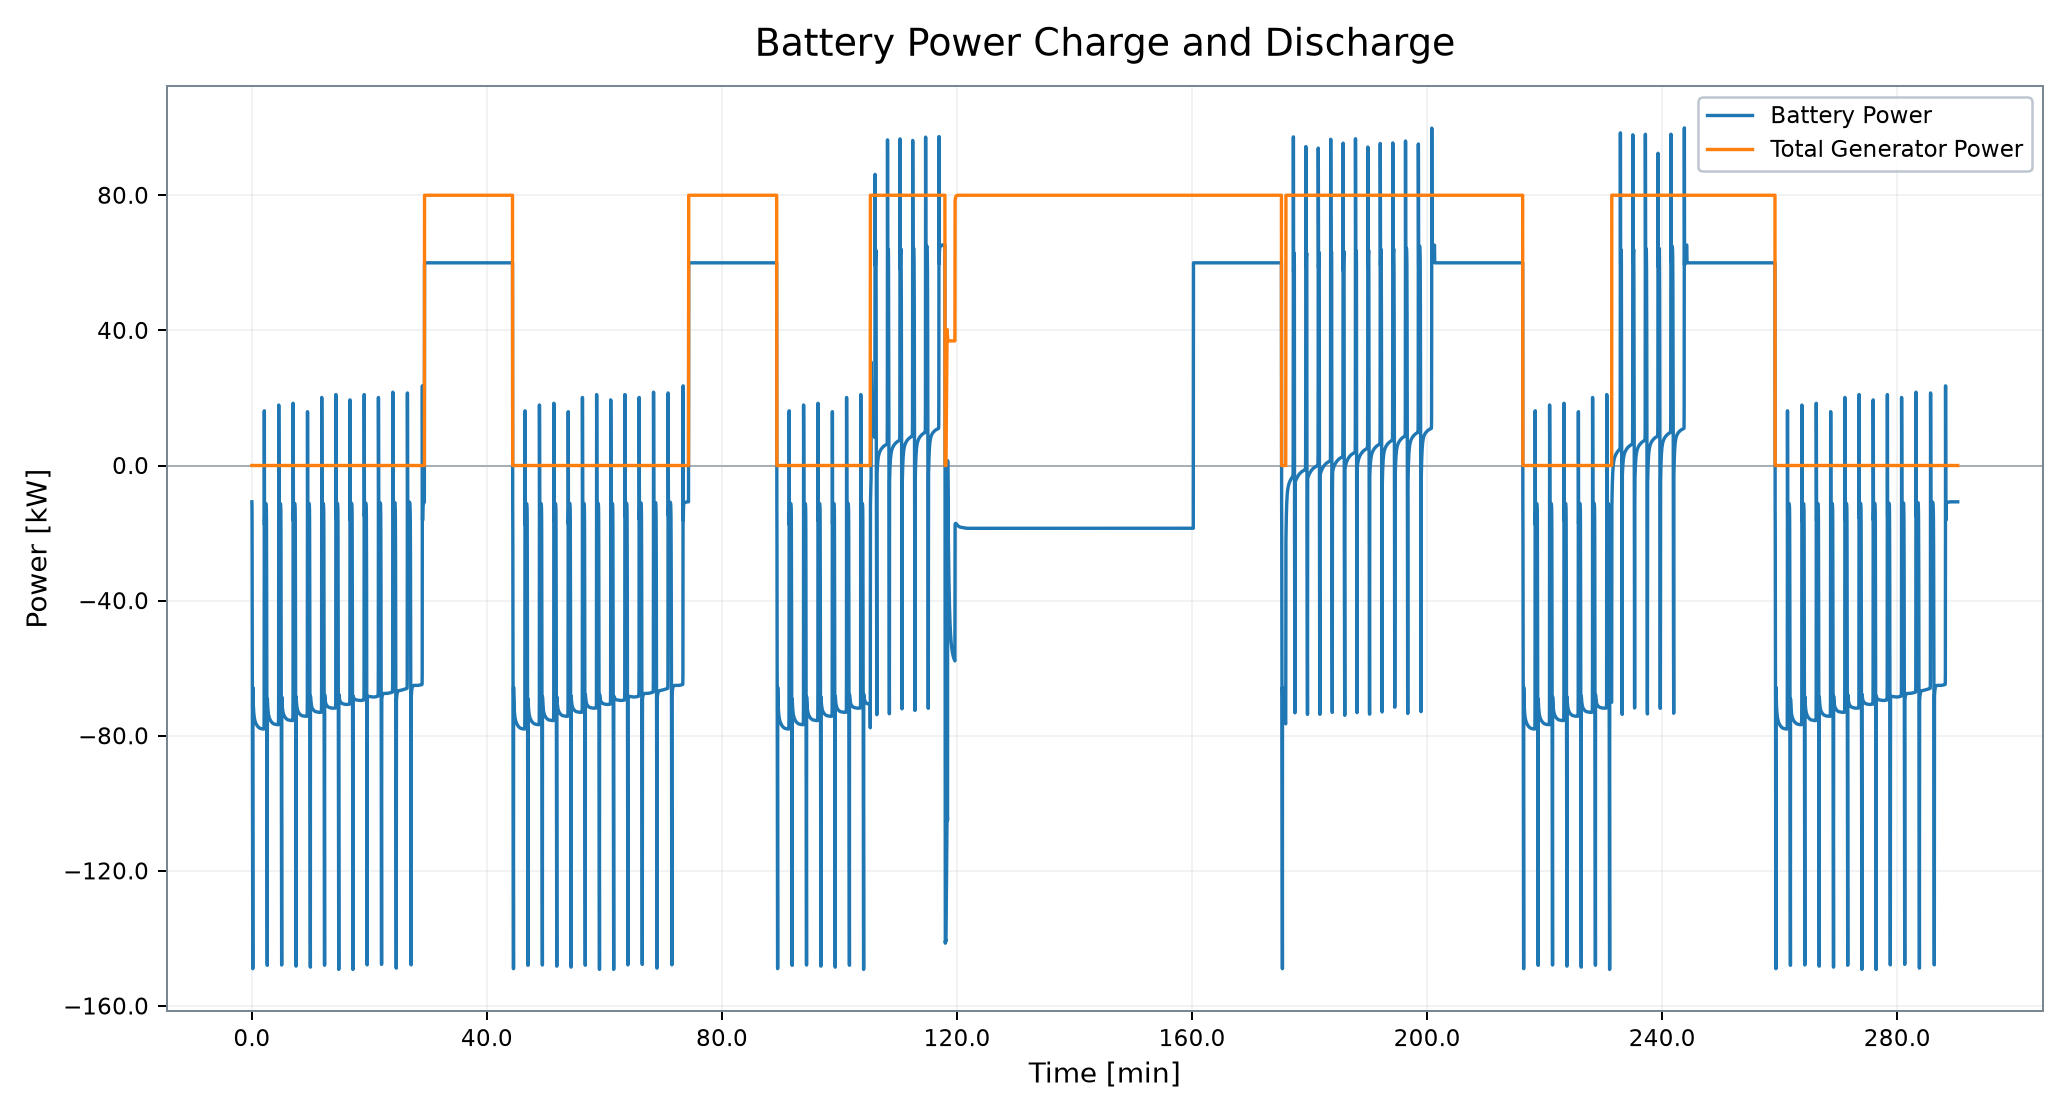 Battery Power Charge and Discharge
Battery Power
Total Generator Power
80.0
40.0
0.0
−40.0
−80.0
−120.0
−160.0
Power [kW]
0.0 40.0 80.0 120.0 160.0 200.0 240.0 280.0
Time [min]